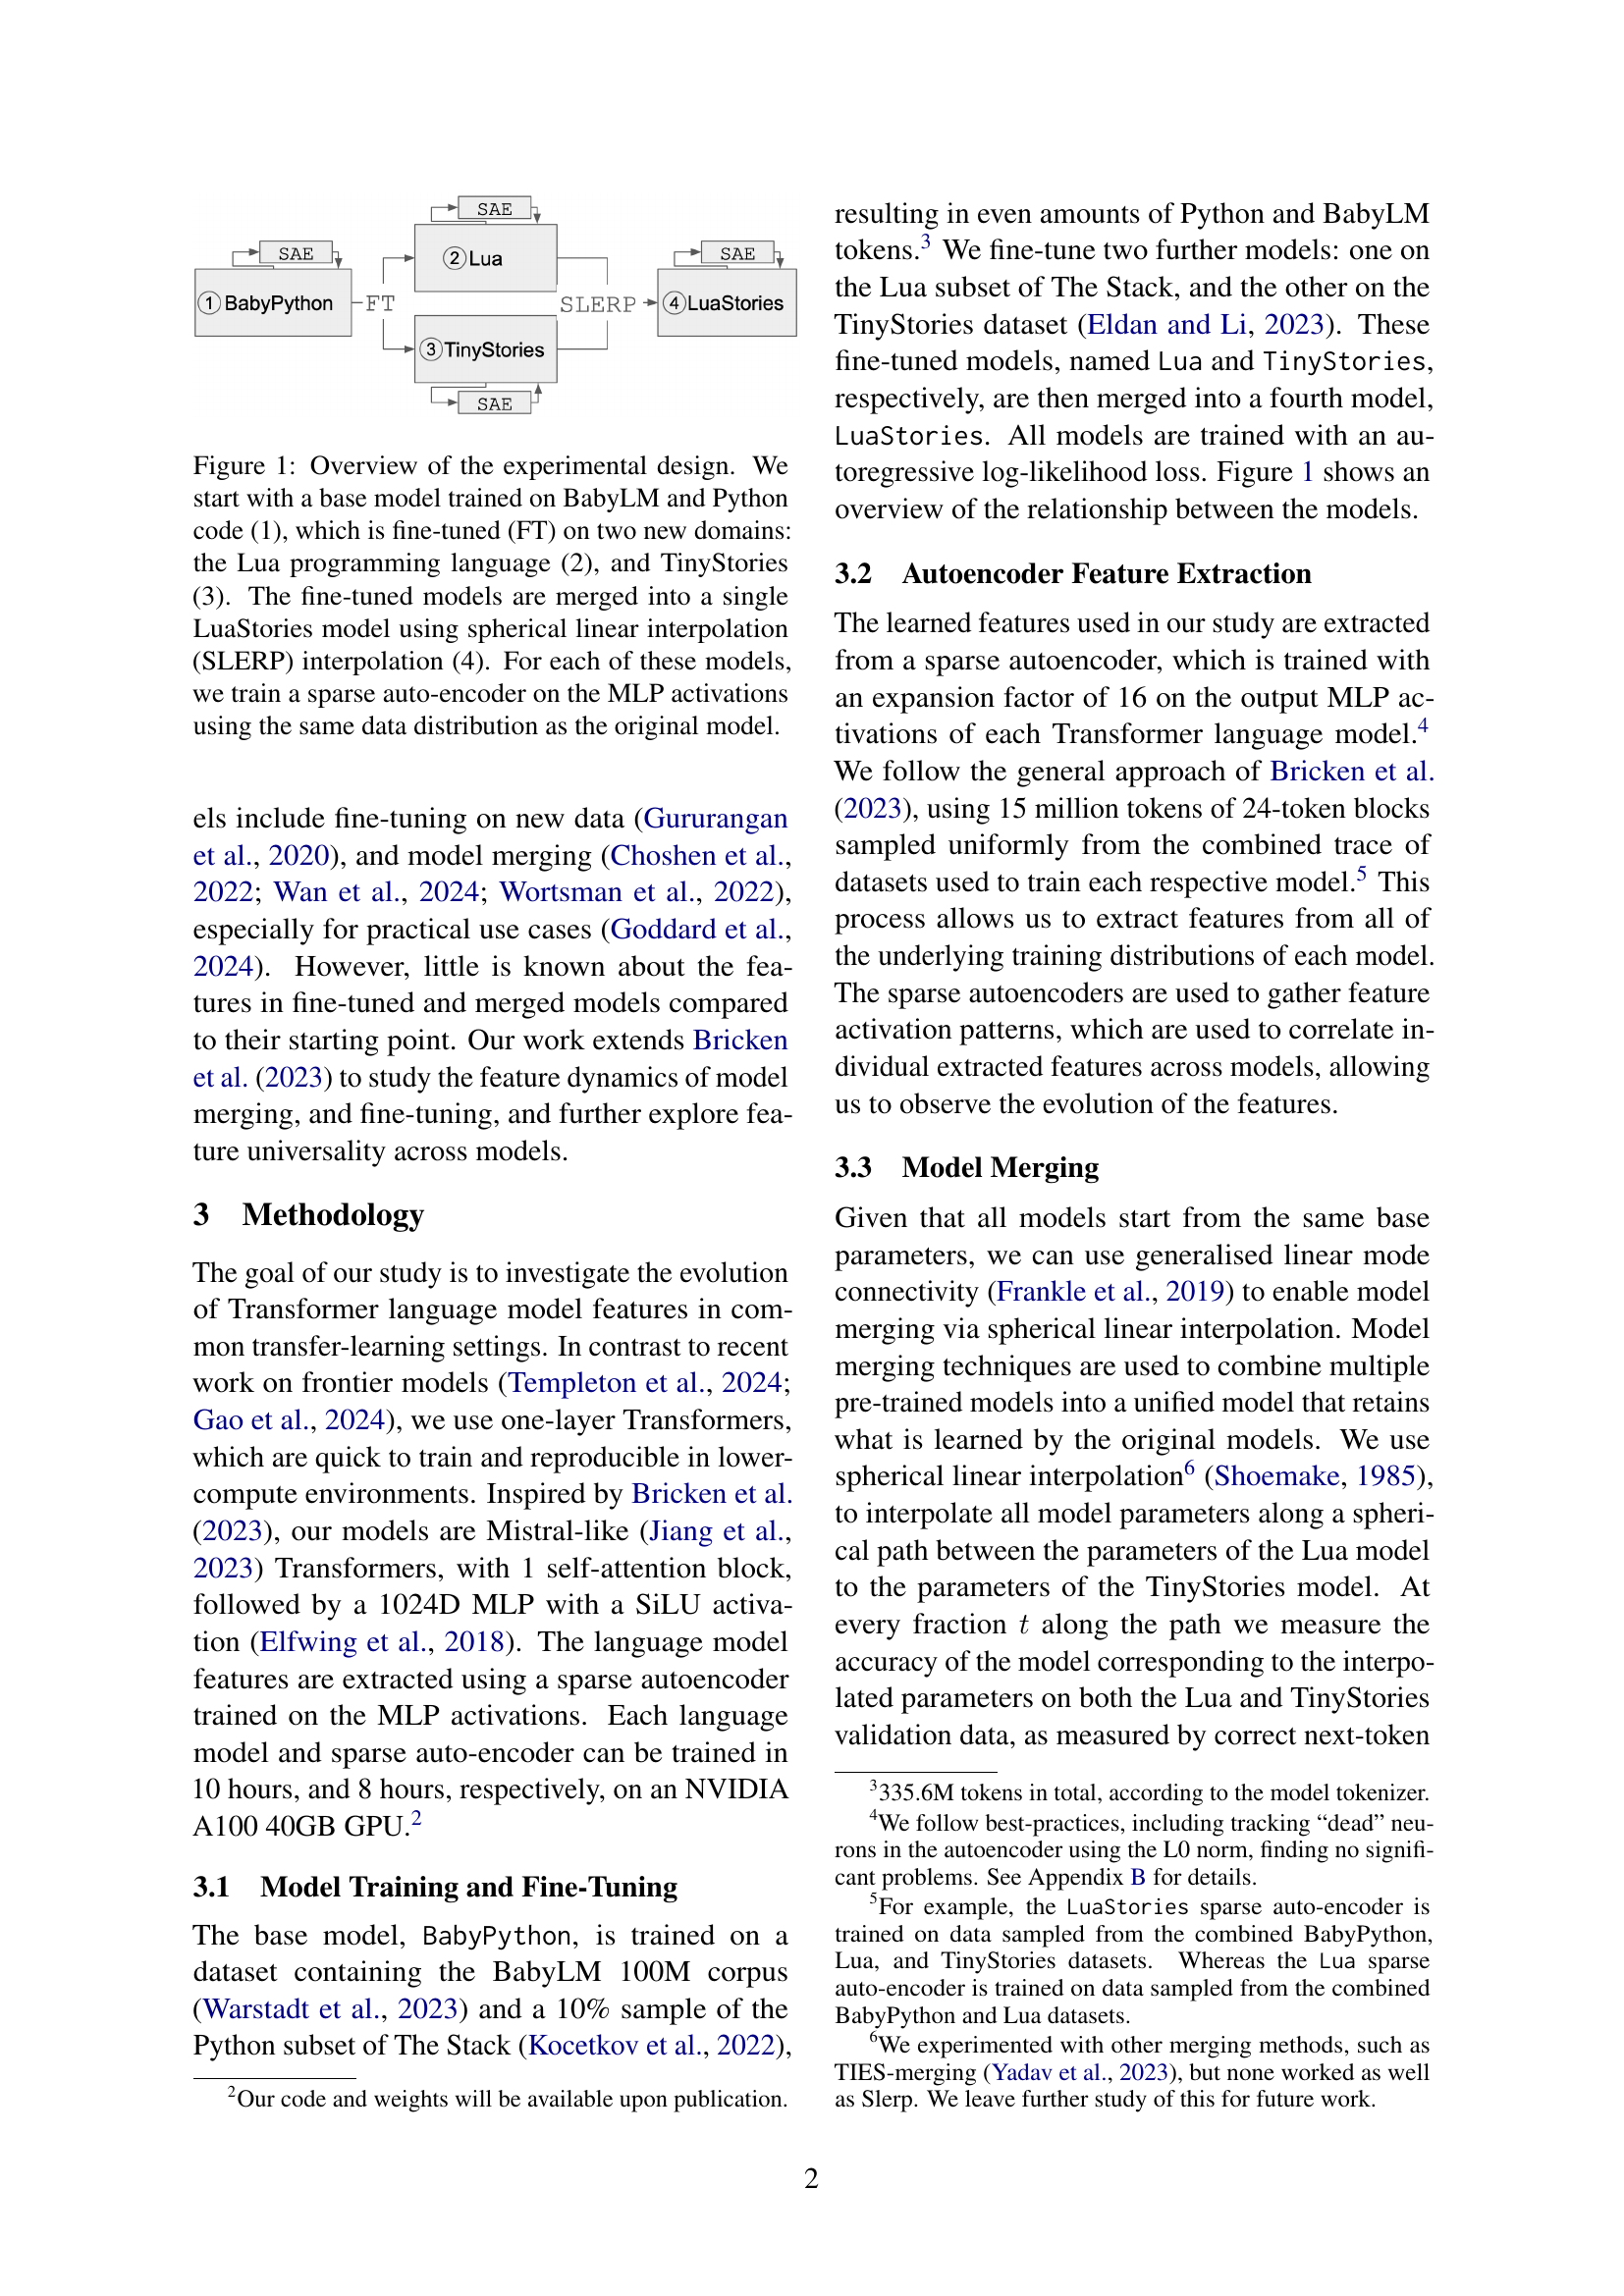 SAE
② Lua
SAE
① BabyPython
FT
SLERP
SAE
④ LuaStories
③ TinyStories
SAE
Figure 1: Overview of the experimental design. We
start with a base model trained on BabyLM and Python
code (1), which is fine-tuned (FT) on two new domains:
the Lua programming language (2), and TinyStories
(3). The fine-tuned models are merged into a single
LuaStories model using spherical linear interpolation
(SLERP) interpolation (4). For each of these models,
we train a sparse auto-encoder on the MLP activations
using the same data distribution as the original model.
els include fine-tuning on new data (Gururangan
et al., 2020), and model merging (Choshen et al.,
2022; Wan et al., 2024; Wortsman et al., 2022),
especially for practical use cases (Goddard et al.,
2024). However, little is known about the fea-
tures in fine-tuned and merged models compared
to their starting point. Our work extends Bricken
et al. (2023) to study the feature dynamics of model
merging, and fine-tuning, and further explore fea-
ture universality across models.
3 Methodology
The goal of our study is to investigate the evolution
of Transformer language model features in com-
mon transfer-learning settings. In contrast to recent
work on frontier models (Templeton et al., 2024;
Gao et al., 2024), we use one-layer Transformers,
which are quick to train and reproducible in lower-
compute environments. Inspired by Bricken et al.
(2023), our models are Mistral-like (Jiang et al.,
2023) Transformers, with 1 self-attention block,
followed by a 1024D MLP with a SiLU activa-
tion (Elfwing et al., 2018). The language model
features are extracted using a sparse autoencoder
trained on the MLP activations. Each language
model and sparse auto-encoder can be trained in
10 hours, and 8 hours, respectively, on an NVIDIA
A100 40GB GPU.2
3.1 Model Training and Fine-Tuning
The base model, BabyPython, is trained on a
dataset containing the BabyLM 100M corpus
(Warstadt et al., 2023) and a 10% sample of the
Python subset of The Stack (Kocetkov et al., 2022),
2Our code and weights will be available upon publication.
resulting in even amounts of Python and BabyLM
tokens.3 We fine-tune two further models: one on
the Lua subset of The Stack, and the other on the
TinyStories dataset (Eldan and Li, 2023). These
fine-tuned models, named Lua and TinyStories,
respectively, are then merged into a fourth model,
LuaStories. All models are trained with an au-
toregressive log-likelihood loss. Figure 1 shows an
overview of the relationship between the models.
3.2 Autoencoder Feature Extraction
The learned features used in our study are extracted
from a sparse autoencoder, which is trained with
an expansion factor of 16 on the output MLP ac-
tivations of each Transformer language model.4
We follow the general approach of Bricken et al.
(2023), using 15 million tokens of 24-token blocks
sampled uniformly from the combined trace of
datasets used to train each respective model.5 This
process allows us to extract features from all of
the underlying training distributions of each model.
The sparse autoencoders are used to gather feature
activation patterns, which are used to correlate in-
dividual extracted features across models, allowing
us to observe the evolution of the features.
3.3 Model Merging
Given that all models start from the same base
parameters, we can use generalised linear mode
connectivity (Frankle et al., 2019) to enable model
merging via spherical linear interpolation. Model
merging techniques are used to combine multiple
pre-trained models into a unified model that retains
what is learned by the original models. We use
spherical linear interpolation6 (Shoemake, 1985),
to interpolate all model parameters along a spheri-
cal path between the parameters of the Lua model
to the parameters of the TinyStories model. At
every fraction t along the path we measure the
accuracy of the model corresponding to the interpo-
lated parameters on both the Lua and TinyStories
validation data, as measured by correct next-token
3335.6M tokens in total, according to the model tokenizer.
4We follow best-practices, including tracking “dead” neu-
rons in the autoencoder using the L0 norm, finding no signifi-
cant problems. See Appendix B for details.
5For example, the LuaStories sparse auto-encoder is
trained on data sampled from the combined BabyPython,
Lua, and TinyStories datasets. Whereas the Lua sparse
auto-encoder is trained on data sampled from the combined
BabyPython and Lua datasets.
6We experimented with other merging methods, such as
TIES-merging (Yadav et al., 2023), but none worked as well
as Slerp. We leave further study of this for future work.
2